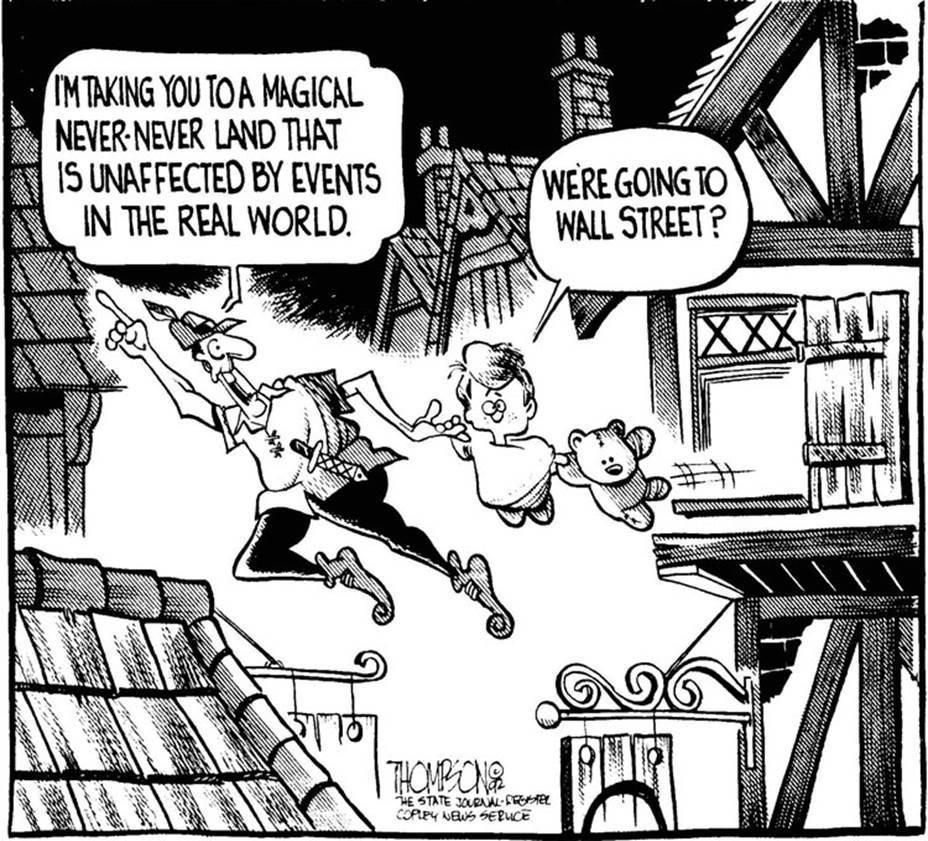 I'M TAKING YOU TO A MAGICAL
NEVER-NEVER LAND THAT
IS UNAFFECTED BY EVENTS
IN THE REAL WORLD.
WE'RE GOING TO
WALL STREET?
THOMPSON ©92
THE STATE JOURNAL-REGISTER
COPLEY NEWS SERVICE